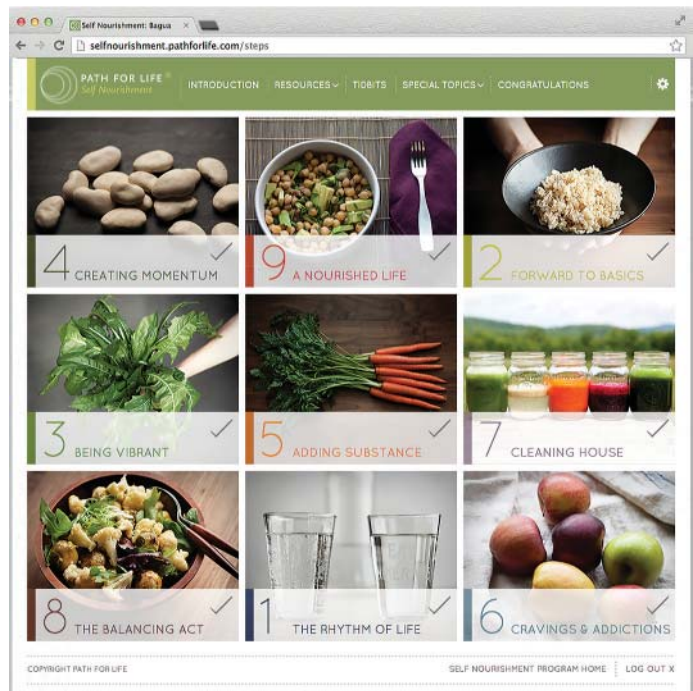 Self Nourishment: Bagua
selfnourishment.pathforlife.com/steps
PATH FOR LIFE®
Self Nourishment
INTRODUCTION RESOURCES TIDBITS SPECIAL TOPICS CONGRATULATIONS
4 CREATING MOMENTUM
9 A NOURISHED LIFE
2 FORWARD TO BASICS
3 BEING VIBRANT
5 ADDING SUBSTANCE
7 CLEANING HOUSE
8 THE BALANCING ACT
1 THE RHYTHM OF LIFE
6 CRAVINGS & ADDICTIONS
COPYRIGHT PATH FOR LIFE
SELF NOURISHMENT PROGRAM HOME LOG OUT X